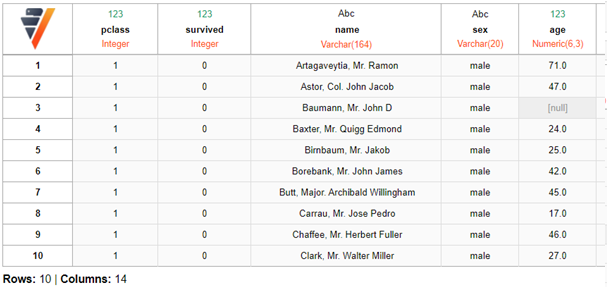 123 123 Abc Abc 123
pclass survived name sex age
Integer Integer Varchar(164) Varchar(20) Numeric(6,3)
1 1 0 Artagaveytia, Mr. Ramon male 71.0
2 1 0 Astor, Col. John Jacob male 47.0
3 1 0 Baumann, Mr. John D male [null]
4 1 0 Baxter, Mr. Quigg Edmond male 24.0
5 1 0 Birnbaum, Mr. Jakob male 25.0
6 1 0 Borebank, Mr. John James male 42.0
7 1 0 Butt, Major. Archibald Willingham male 45.0
8 1 0 Carrau, Mr. Jose Pedro male 17.0
9 1 0 Chaffee, Mr. Herbert Fuller male 46.0
10 1 0 Clark, Mr. Walter Miller male 27.0
Rows: 10 | Columns: 14